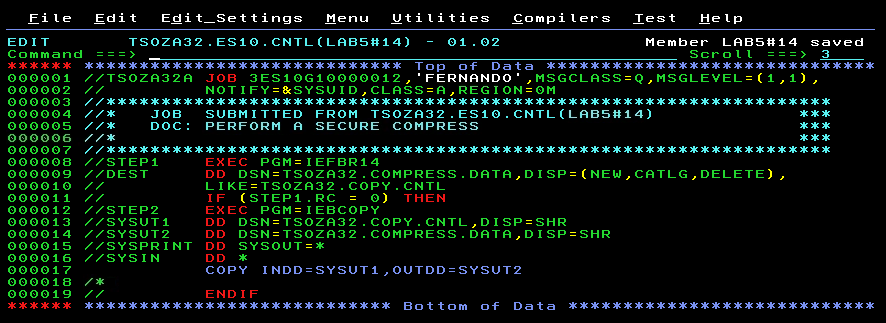 File  Edit  Edit_Settings  Menu  Utilities  Compilers  Test  Help
EDIT       TSOZA32.ES10.CNTL(LAB5#14) - 01.02                  Member LAB5#14 saved
Command ===> _                                                  Scroll ===> 3
****** ***************************** Top of Data ******************************
000001 //TSOZA32A JOB 3ES10G10000012,'FERNANDO',MSGCLASS=Q,MSGLEVEL=(1,1),
000002 //         NOTIFY=&SYSUID,CLASS=A,REGION=0M
000003 //********************************************************************
000004 //*   JOB  SUBMITTED FROM TSOZA32.ES10.CNTL(LAB5#14)                ***
000005 //*   DOC: PERFORM A SECURE COMPRESS                                ***
000006 //*                                                                 ***
000007 //********************************************************************
000008 //STEP1    EXEC PGM=IEFBR14
000009 //DEST     DD DSN=TSOZA32.COMPRESS.DATA,DISP=(NEW,CATLG,DELETE),
000010 //         LIKE=TSOZA32.COPY.CNTL
000011 //         IF (STEP1.RC = 0) THEN
000012 //STEP2    EXEC PGM=IEBCOPY
000013 //SYSUT1   DD DSN=TSOZA32.COPY.CNTL,DISP=SHR
000014 //SYSUT2   DD DSN=TSOZA32.COMPRESS.DATA,DISP=SHR
000015 //SYSPRINT DD SYSOUT=*
000016 //SYSIN    DD *
000017            COPY INDD=SYSUT1,OUTDD=SYSUT2
000018 /*
000019 //         ENDIF
****** **************************** Bottom of Data ****************************